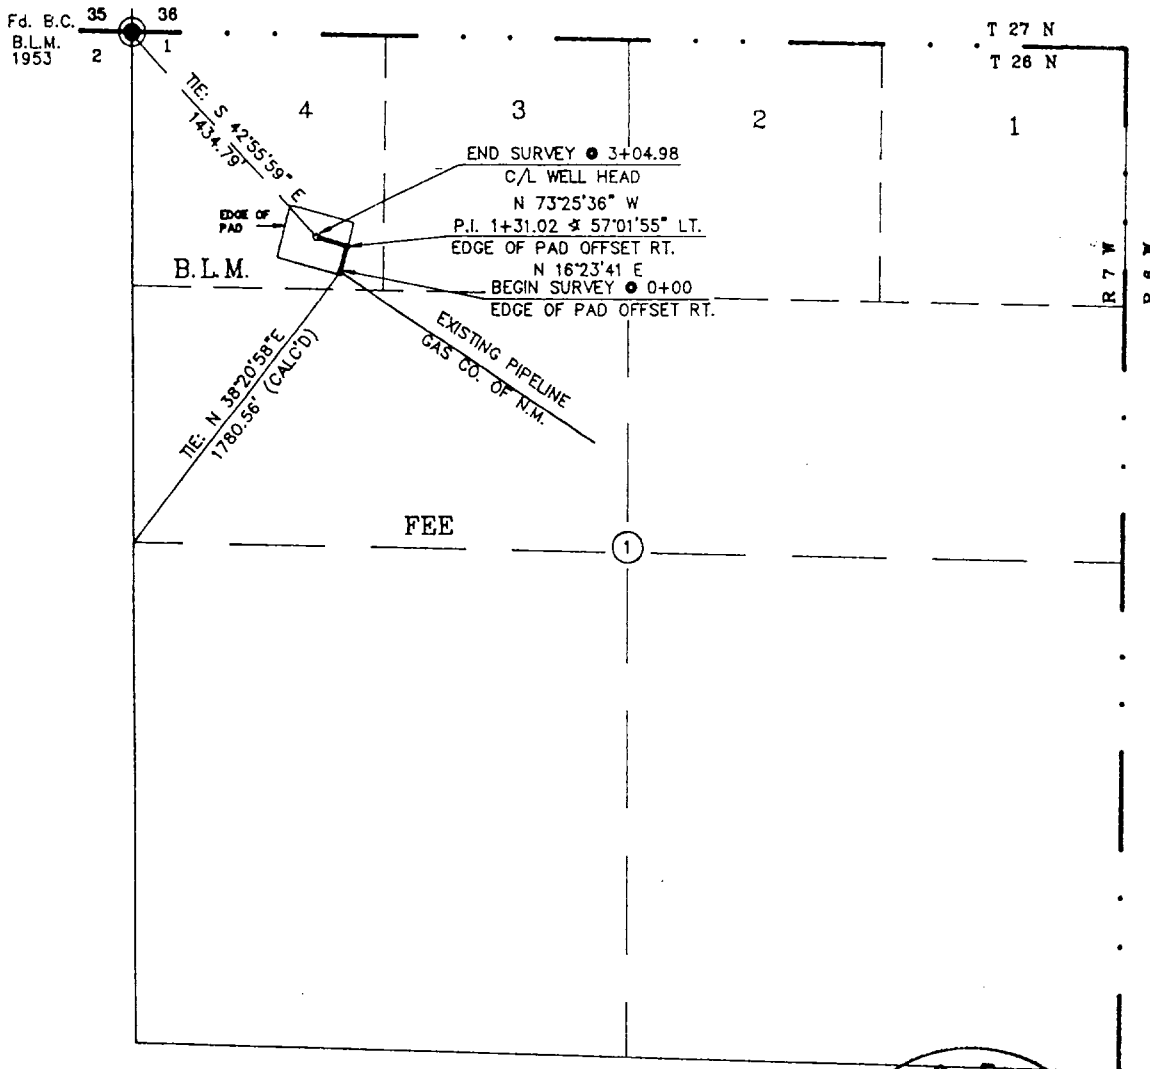 Fd. B.C.
B.L.M.
1953
35 36
2 1
T 27 N
T 26 N
4
3
2
1
TIE: S 42°55'59" E
1434.79'
END SURVEY @ 3+04.98
C/L WELL HEAD
N 73°25'36" W
P.I. 1+31.02 ∡ 57°01'55" LT.
EDGE OF PAD OFFSET RT.
N 16°23'41 E
BEGIN SURVEY @ 0+00
EDGE OF PAD OFFSET RT.
EDGE OF
PAD
B.L.M.
R 7 W
EXISTING PIPELINE
GAS CO. OF N.M.
TIE: N 38°20'58"E
1780.56' (CALC'D)
FEE
1